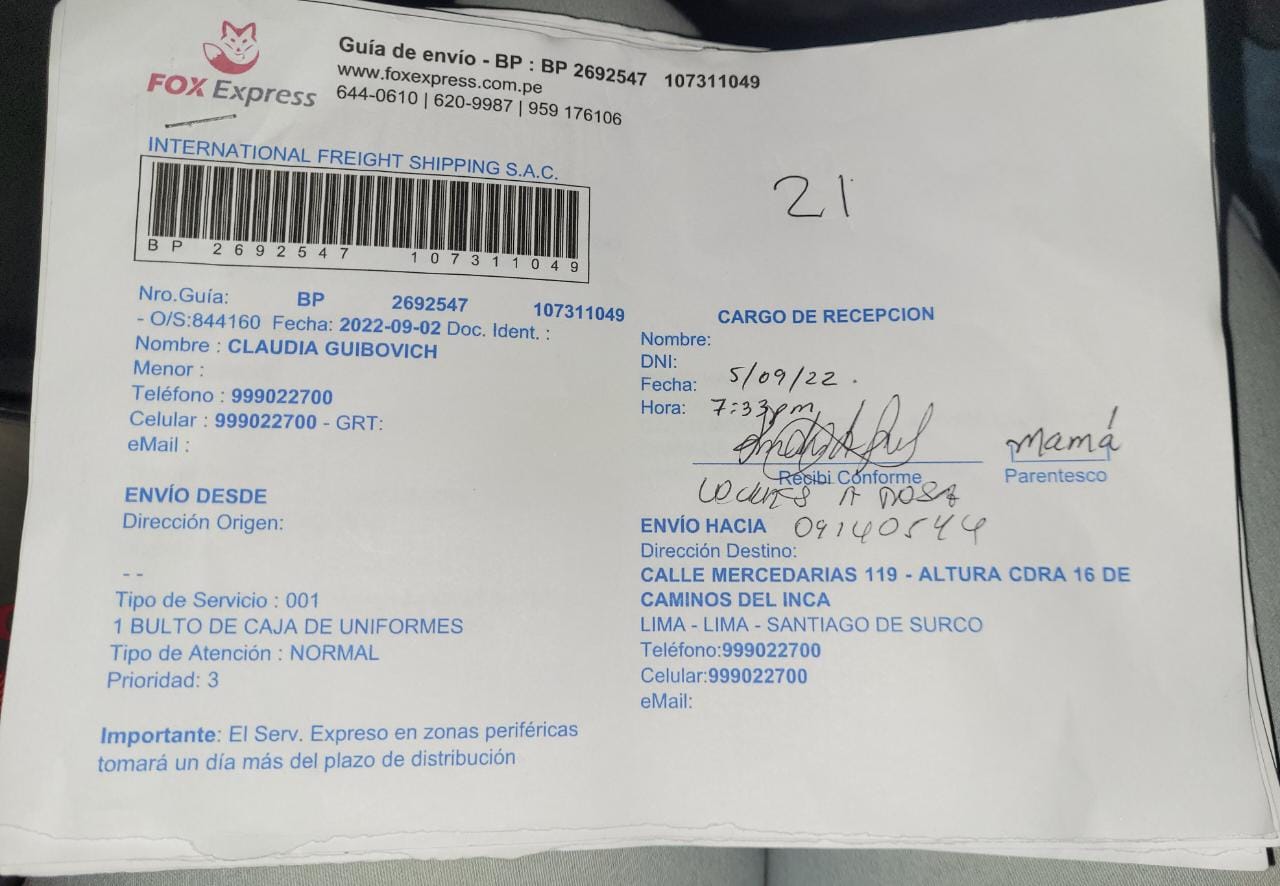 FOX Express
Guía de envío - BP : BP 2692547 107311049
www.foxexpress.com.pe
644-0610 | 620-9987 | 959 176106
INTERNATIONAL FREIGHT SHIPPING S.A.C.
BP 2692547 107311049
21
Nro.Guía: BP 2692547 107311049
- O/S:844160 Fecha: 2022-09-02 Doc. Ident. :
Nombre : CLAUDIA GUIBOVICH
Menor :
Teléfono : 999022700
Celular : 999022700 - GRT:
eMail :
ENVÍO DESDE
Dirección Origen:
- -
Tipo de Servicio : 001
1 BULTO DE CAJA DE UNIFORMES
Tipo de Atención : NORMAL
Prioridad: 3
Importante: El Serv. Expreso en zonas periféricas
tomará un día más del plazo de distribución
CARGO DE RECEPCION
Nombre:
DNI:
Fecha: 5/09/22.
Hora: 7:33pm
mamá
Recibi Conforme Parentesco
ENVÍO HACIA 09140544
Dirección Destino:
CALLE MERCEDARIAS 119 - ALTURA CDRA 16 DE
CAMINOS DEL INCA
LIMA - LIMA - SANTIAGO DE SURCO
Teléfono:999022700
Celular:999022700
eMail: